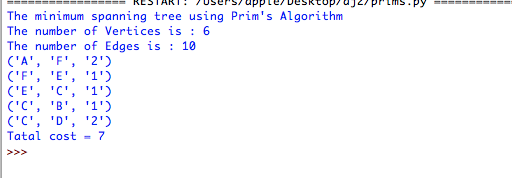 ================= RESTART: /Users/apple/Desktop/dj2/prims.py ===========
The minimum spanning tree using Prim's Algorithm
The number of Vertices is : 6
The number of Edges is : 10
('A', 'F', '2')
('F', 'E', '1')
('E', 'C', '1')
('C', 'B', '1')
('C', 'D', '2')
Tatal cost = 7
>>>